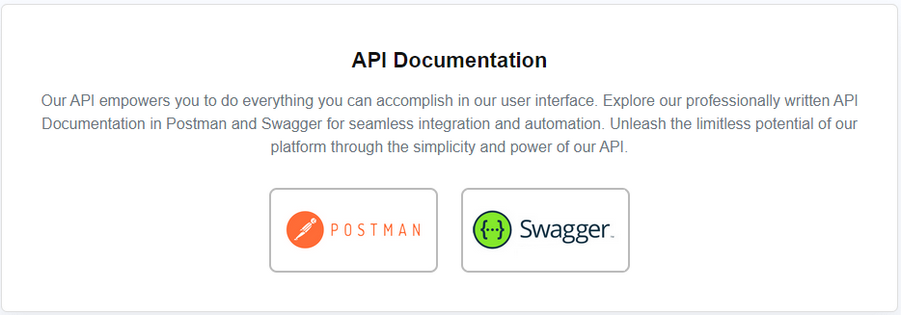 API Documentation
Our API empowers you to do everything you can accomplish in our user interface. Explore our professionally written API
Documentation in Postman and Swagger for seamless integration and automation. Unleash the limitless potential of our
platform through the simplicity and power of our API.
POSTMAN
{···} Swagger™